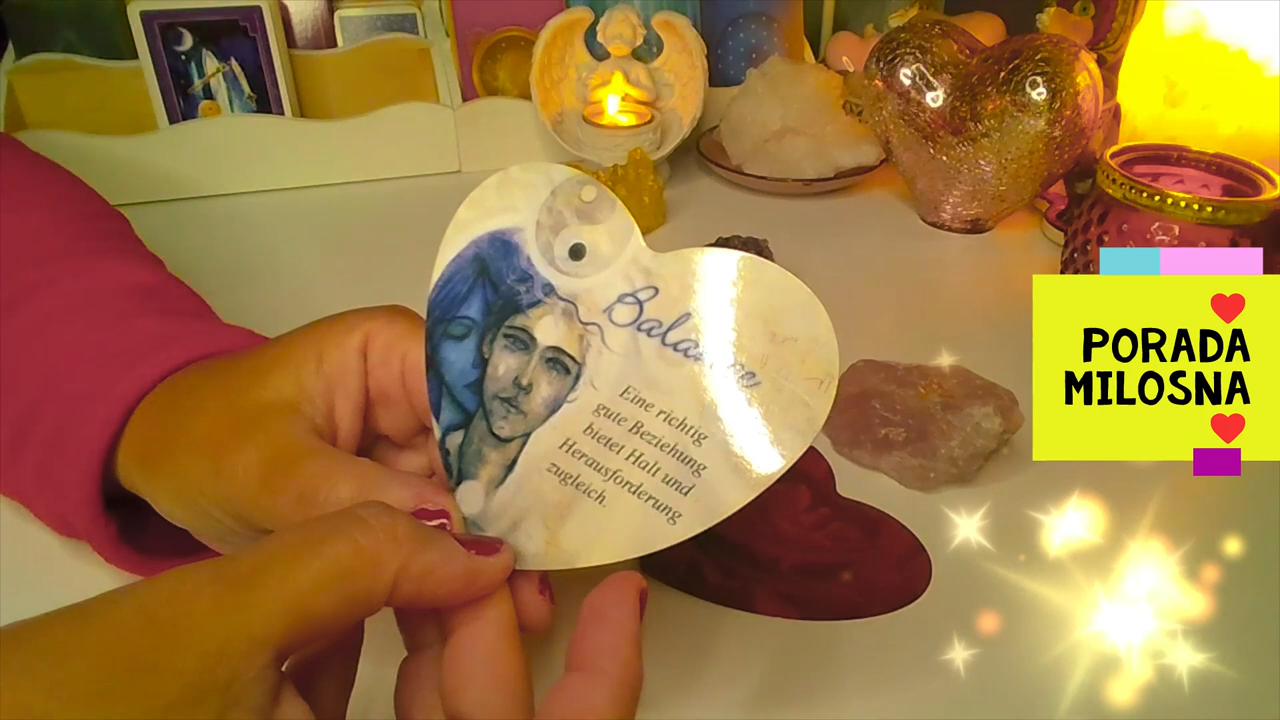 Balance
Eine richtig
gute Beziehung
bietet Halt und
Herausforderung
zugleich.
PORADA
MILOSNA